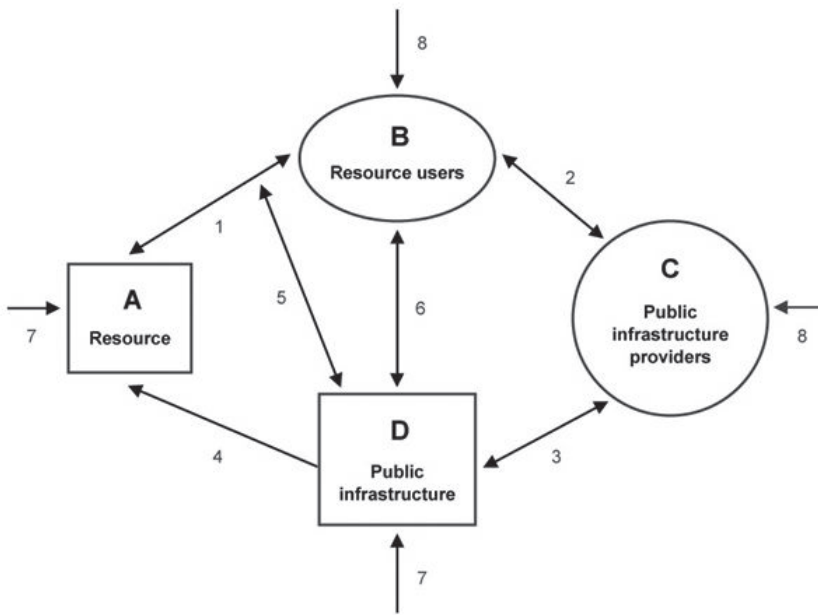 8
B
Resource users
2
1
A
Resource
7
5
6
C
Public
infrastructure
providers
8
D
Public
infrastructure
4
3
7